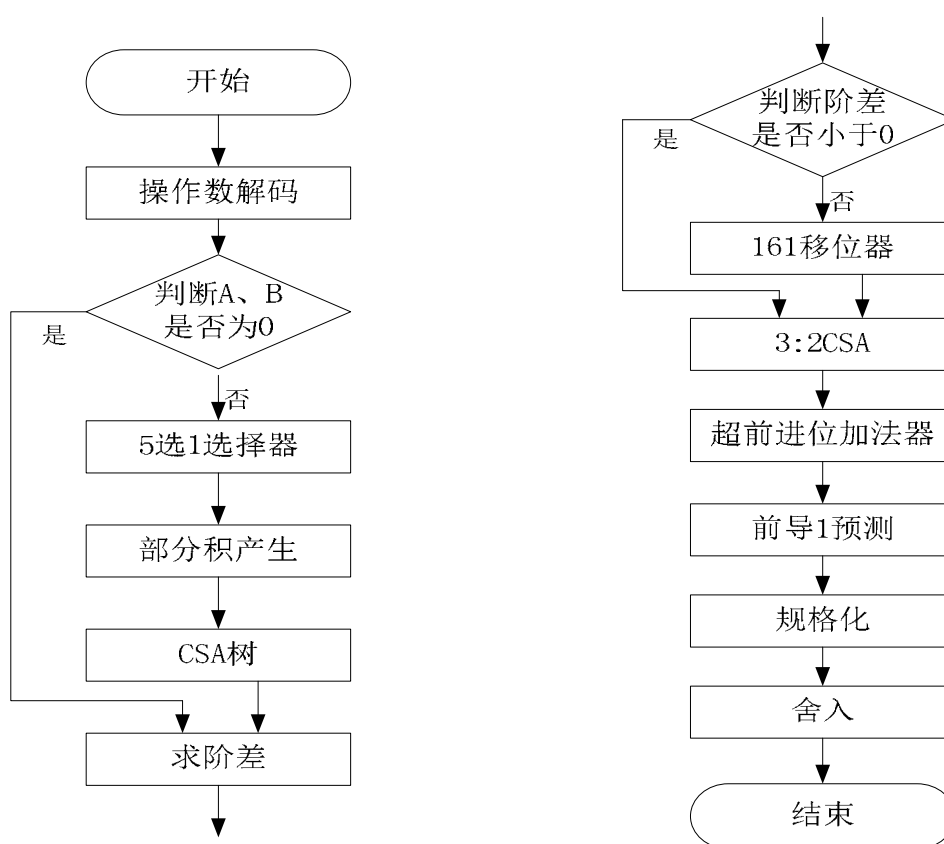 开始
操作数解码
判断A、B
是否为0
是
否
5选1选择器
部分积产生
CSA树
求阶差
判断阶差
是否小于0
是
否
161移位器
3:2CSA
超前进位加法器
前导1预测
规格化
舍入
结束